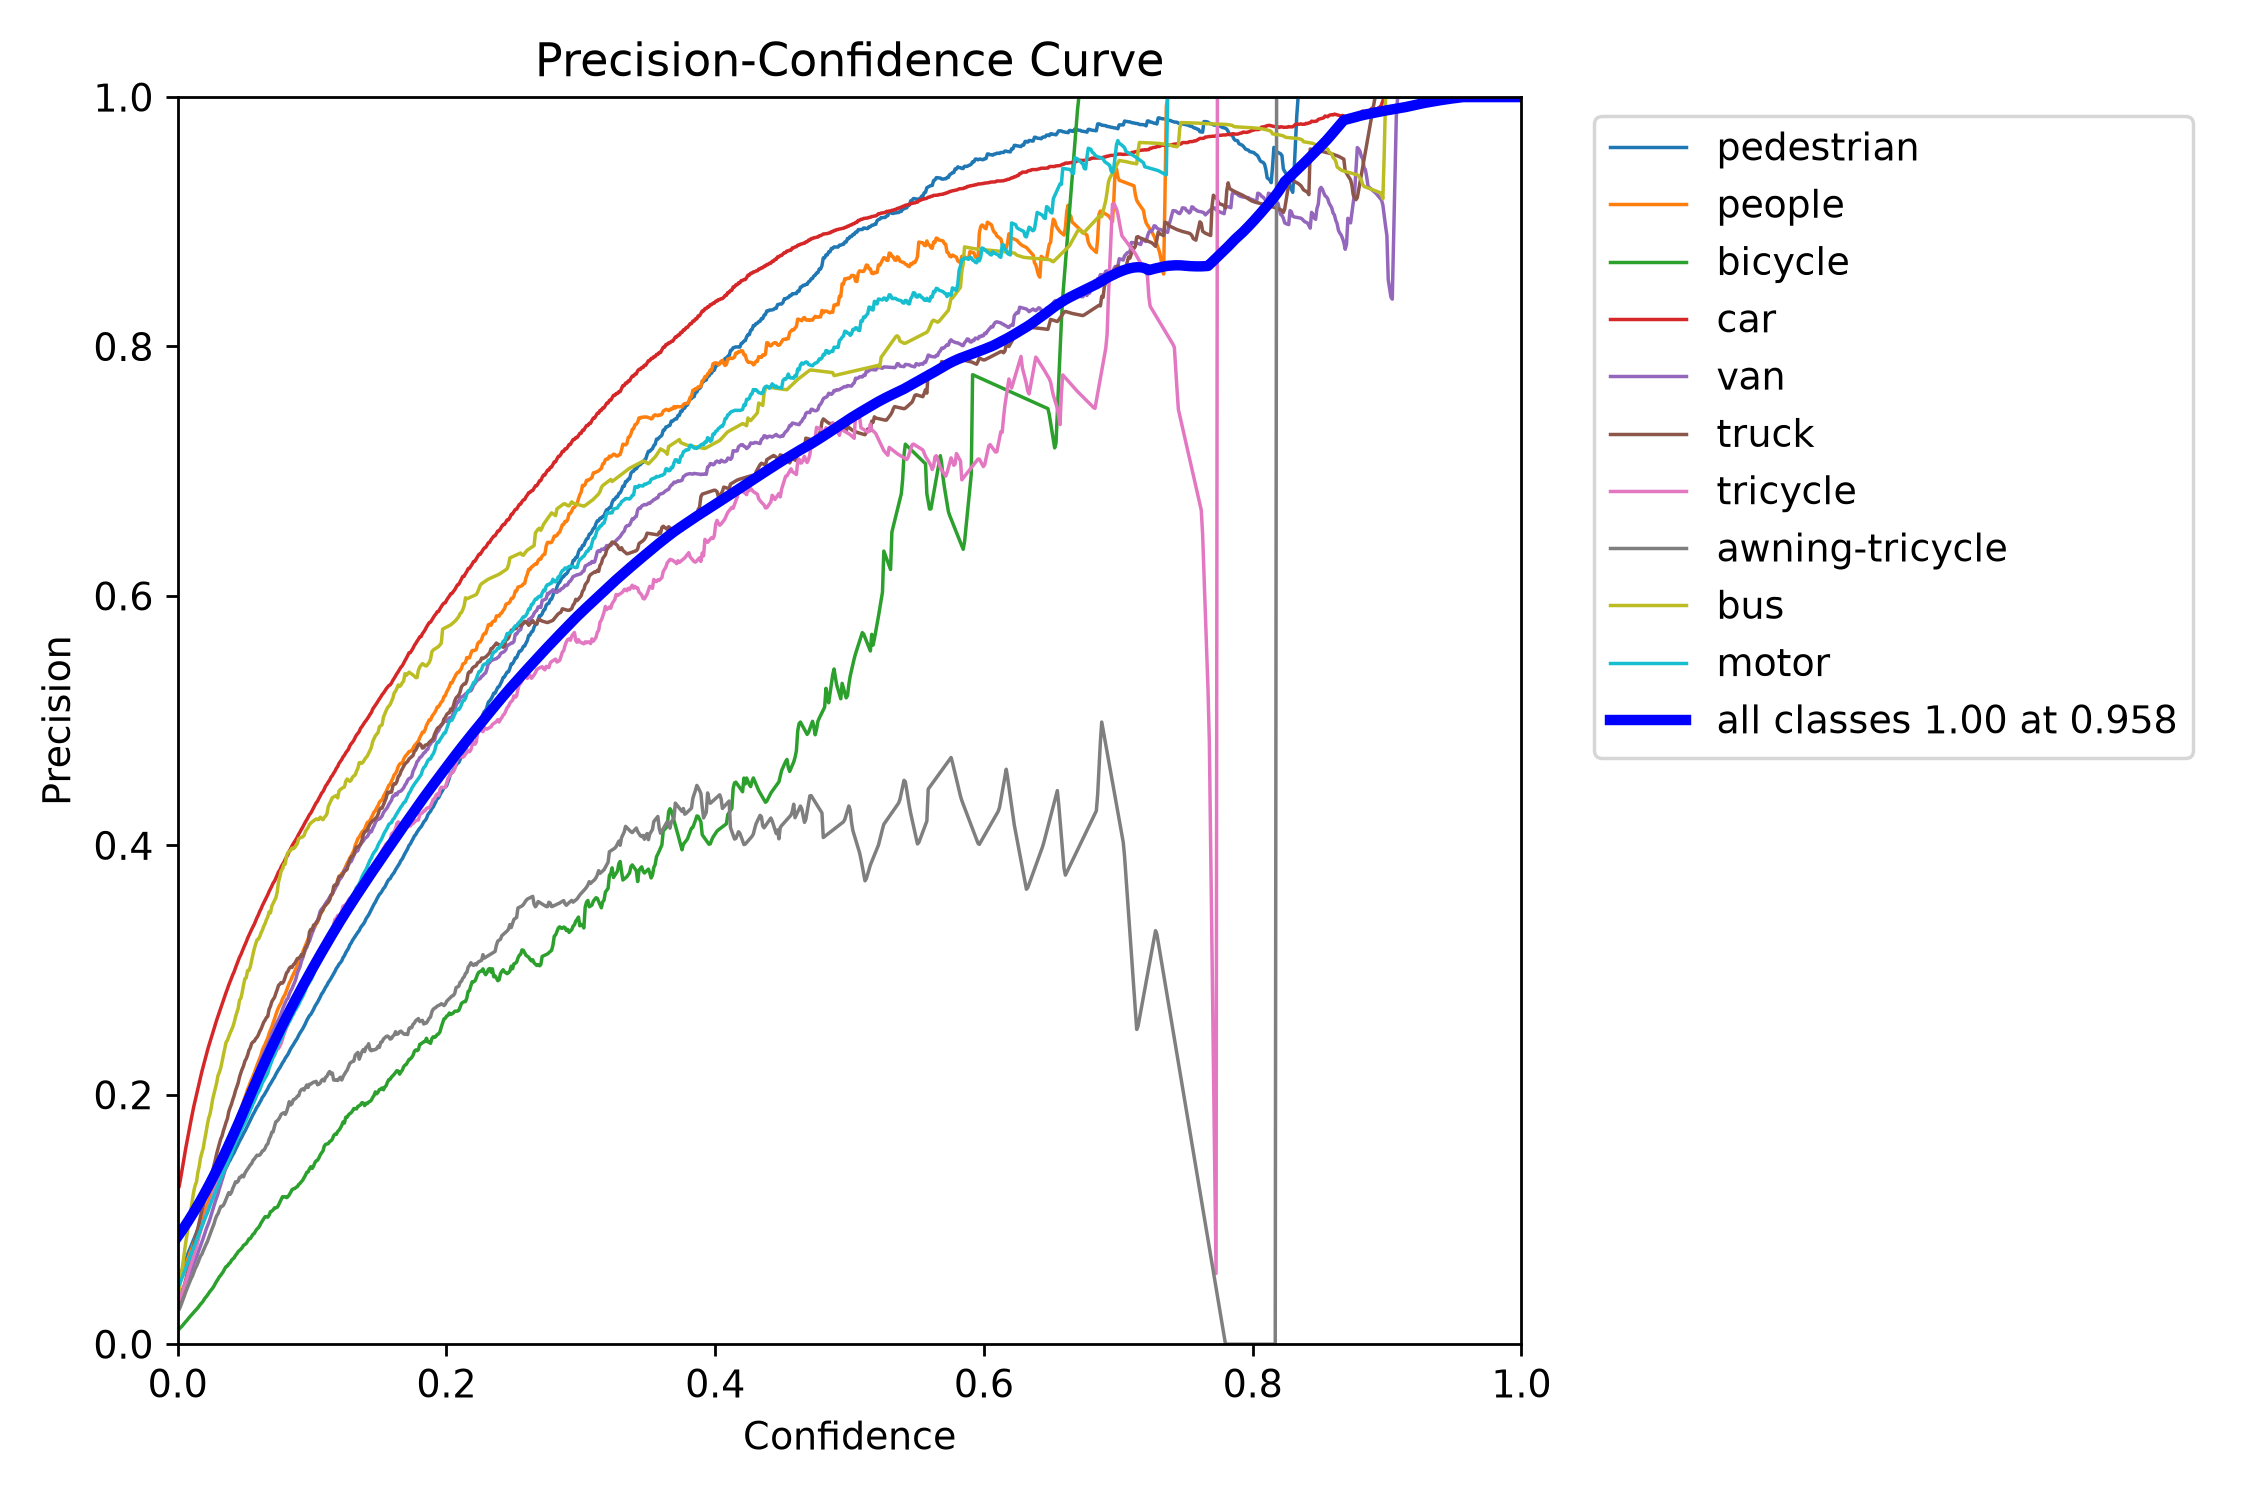 Precision-Confidence Curve
1.0
0.8
0.6
0.4
0.2
0.0
Precision
0.0 0.2 0.4 0.6 0.8 1.0
Confidence
pedestrian
people
bicycle
car
van
truck
tricycle
awning-tricycle
bus
motor
all classes 1.00 at 0.958